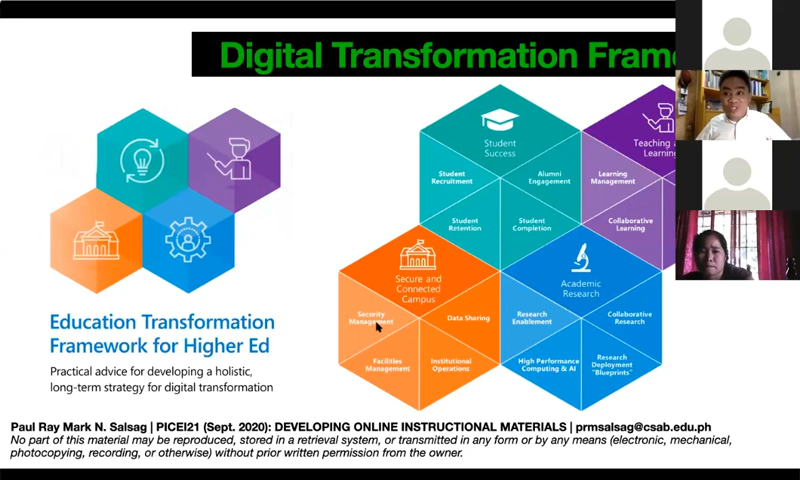 Digital Transformation Frame
Student
Success
Student
Recruitment
Alumni
Engagement
Student
Retention
Student
Completion
Teaching a
Learning
Learning
Management
Collaborative
Learning
Secure and
Connected
Campus
Security
Management
Data Sharing
Facilities
Management
Institutional
Operations
Academic
Research
Research
Enablement
Collaborative
Research
High Performance
Computing & AI
Research
Deployment
"Blueprints"
Education Transformation
Framework for Higher Ed
Practical advice for developing a holistic,
long-term strategy for digital transformation
Paul Ray Mark N. Salsag | PICEI21 (Sept. 2020): DEVELOPING ONLINE INSTRUCTIONAL MATERIALS | prmsalsag@csab.edu.ph
No part of this material may be reproduced, stored in a retrieval system, or transmitted in any form or by any means (electronic, mechanical,
photocopying, recording, or otherwise) without prior written permission from the owner.